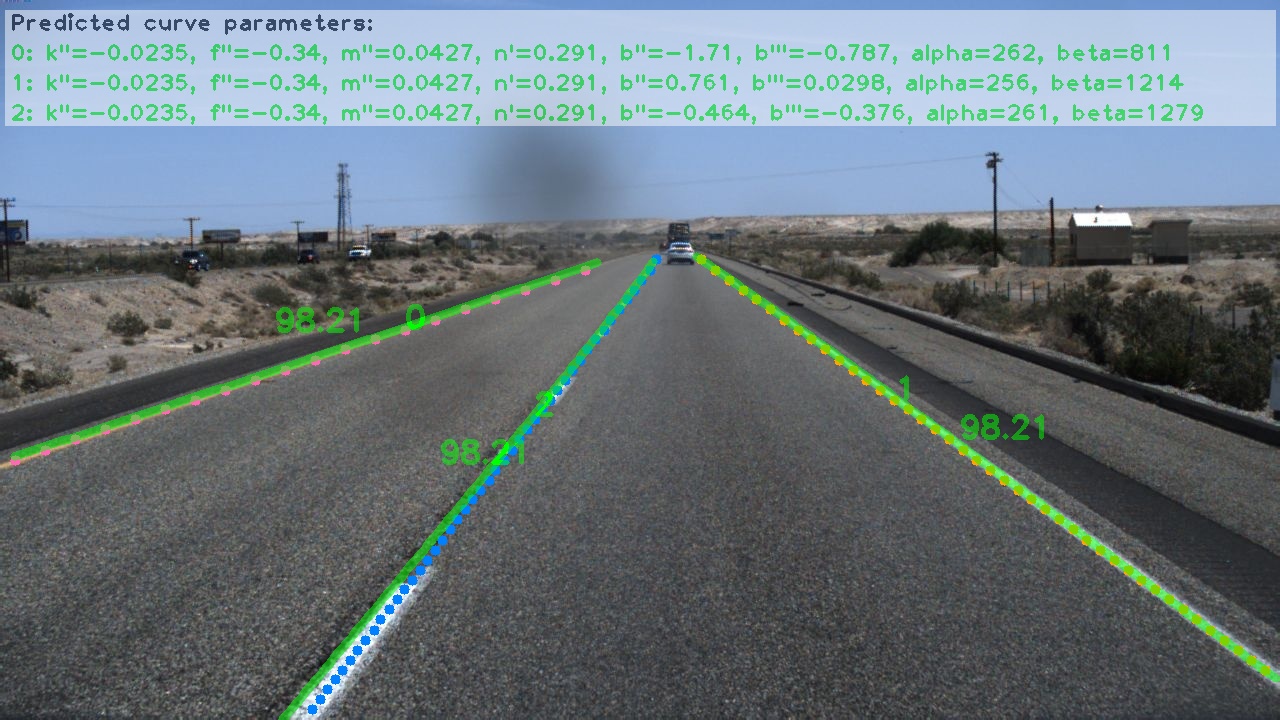 Predicted curve parameters:
0: k''=-0.0235, f''=-0.34, m''=0.0427, n'=0.291, b''=-1.71, b'''=-0.787, alpha=262, beta=811
1: k''=-0.0235, f''=-0.34, m''=0.0427, n'=0.291, b''=0.761, b'''=0.0298, alpha=256, beta=1214
2: k''=-0.0235, f''=-0.34, m''=0.0427, n'=0.291, b''=-0.464, b'''=-0.376, alpha=261, beta=1279
98.21 0
2
1
98.21
98.21